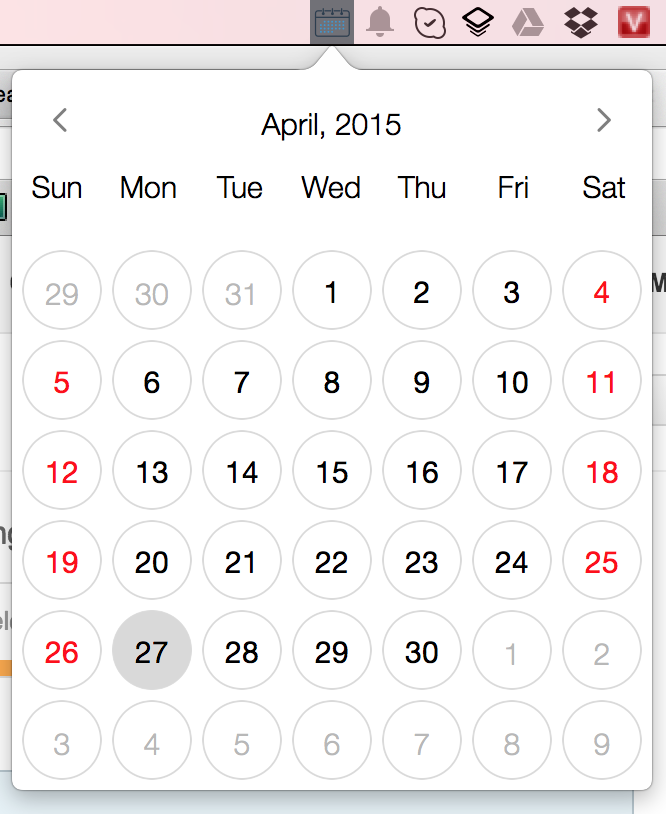 V
April, 2015
Sun Mon Tue Wed Thu Fri Sat
29 30 31 1 2 3 4
5 6 7 8 9 10 11
12 13 14 15 16 17 18
19 20 21 22 23 24 25
26 27 28 29 30 1 2
3 4 5 6 7 8 9